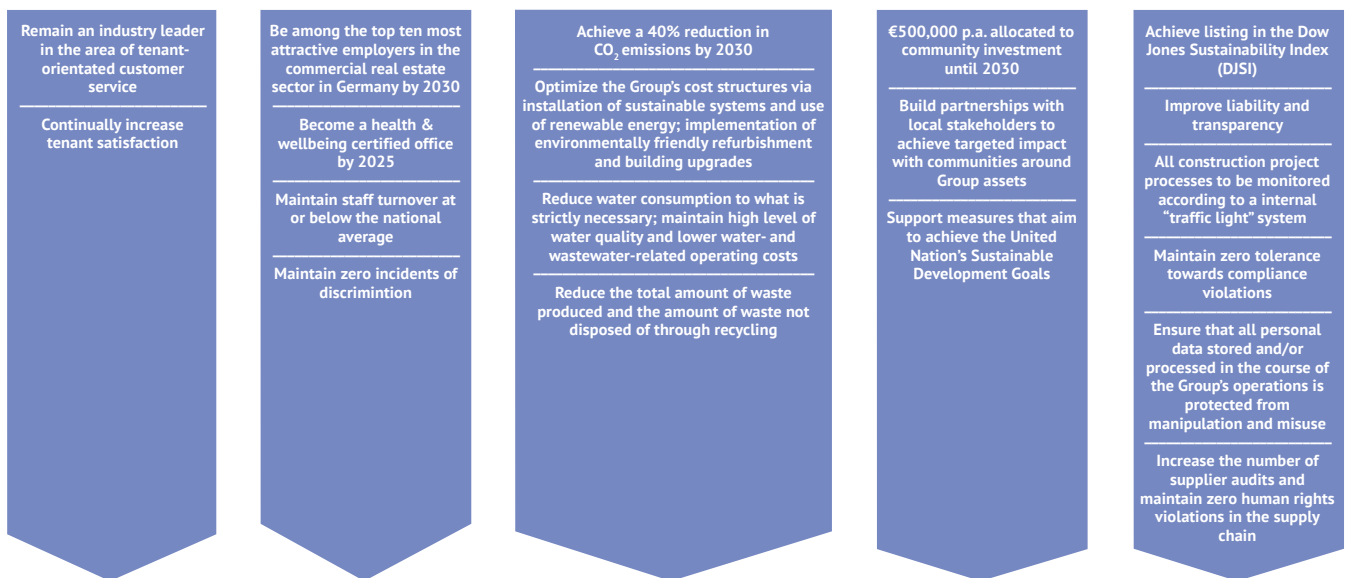 Remain an industry leader
in the area of tenant-
orientated customer
service
Continually increase
tenant satisfaction
Be among the top ten most
attractive employers in the
commercial real estate
sector in Germany by 2030
Become a health &
wellbeing certified office
by 2025
Maintain staff turnover at
or below the national
average
Maintain zero incidents of
discrimintion
Achieve a 40% reduction in
CO2 emissions by 2030
Optimize the Group's cost structures via
installation of sustainable systems and use
of renewable energy; implementation of
environmentally friendly refurbishment
and building upgrades
Reduce water consumption to what is
strictly necessary; maintain high level of
water quality and lower water- and
wastewater-related operating costs
Reduce the total amount of waste
produced and the amount of waste not
disposed of through recycling
€500,000 p.a. allocated to
community investment
until 2030
Build partnerships with
local stakeholders to
achieve targeted impact
with communities around
Group assets
Support measures that aim
to achieve the United
Nation's Sustainable
Development Goals
Achieve listing in the Dow
Jones Sustainability Index
(DJSI)
Improve liability and
transparency
All construction project
processes to be monitored
according to a internal
“traffic light” system
Maintain zero tolerance
towards compliance
violations
Ensure that all personal
data stored and/or
processed in the course of
the Group's operations is
protected from
manipulation and misuse
Increase the number of
supplier audits and
maintain zero human rights
violations in the supply
chain